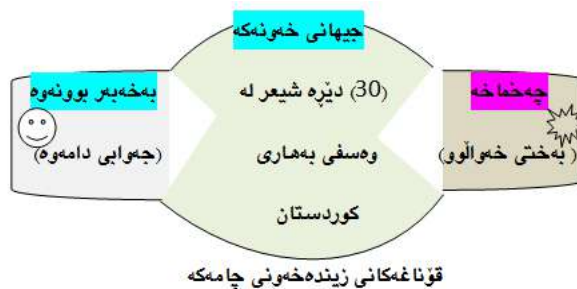 جیهانی خەونەکە
چەخماخە
(30) دێڕە شیعر لە
بەخەبەر بوونەوە
( بەختی خەواڵوو)
وەسفی بەهاری
(جەوابی دامەوە)
کوردستان
قۆناغەکانی زیندەخەونی چامەکە